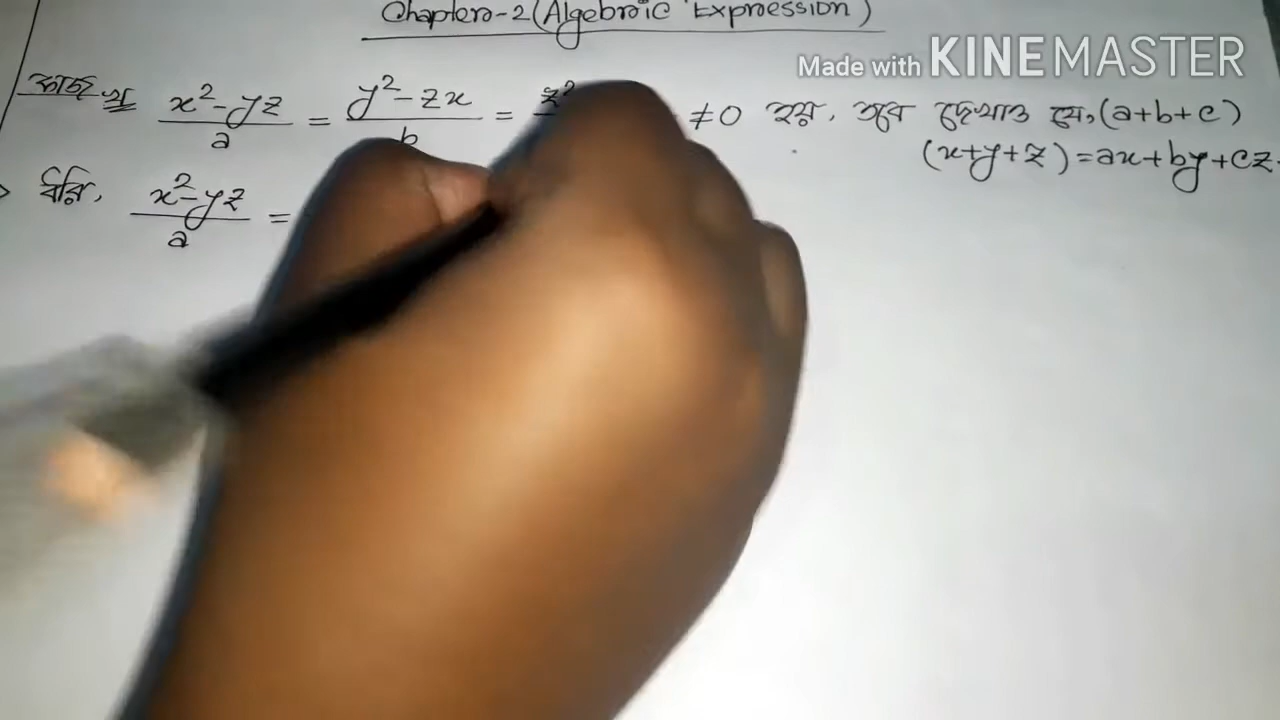 Chapter-2 (Algebraic Expression)
Made with KINEMASTER
কাজঃ x²-yz/a = y²-zx/b = z² ≠0 হয়, তবে দেখাও যে, (a+b+c)
(x+y+z)=ax+by+cz.
ধরি, x²-yz/a =